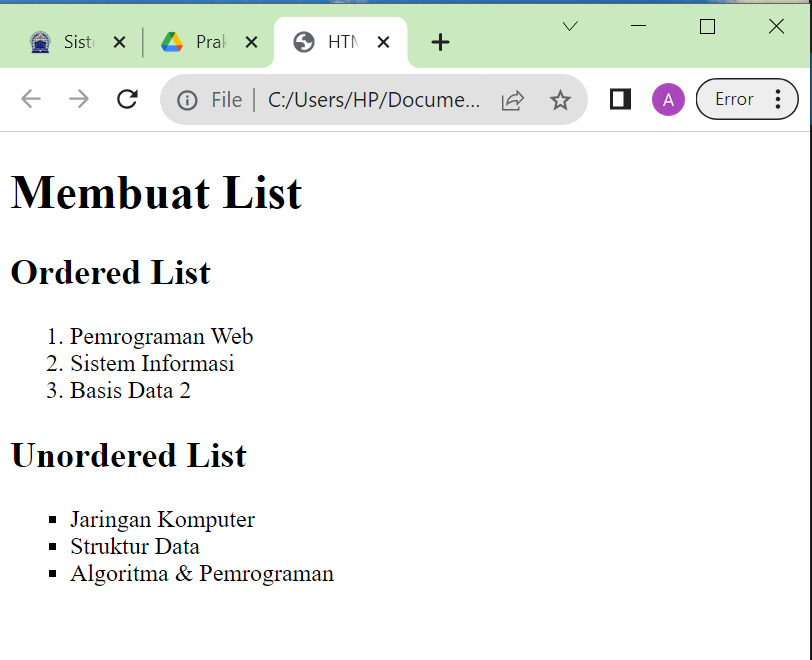 Sist
Pral
HTM
File
C:/Users/HP/Docume...
A
Error
Membuat List
Ordered List
1. Pemrograman Web
2. Sistem Informasi
3. Basis Data 2
Unordered List
▪ Jaringan Komputer
▪ Struktur Data
▪ Algoritma & Pemrograman